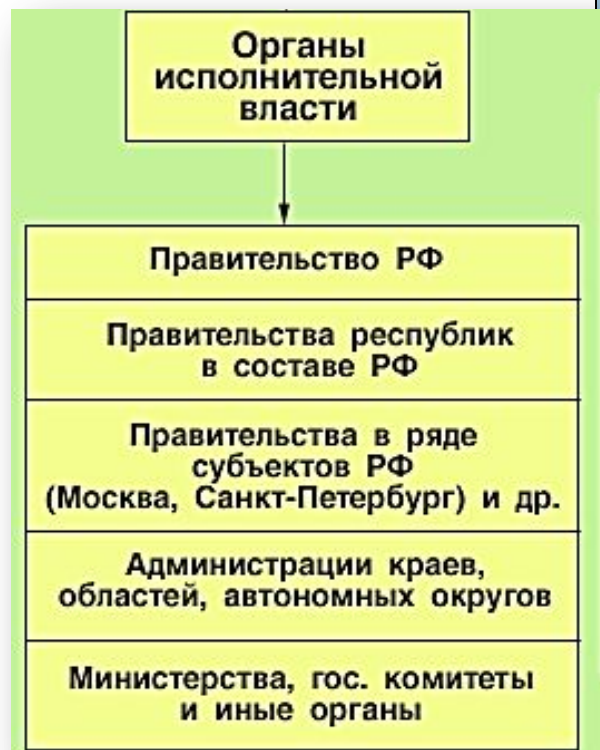 Органы
исполнительной
власти
Правительство РФ
Правительства республик
в составе РФ
Правительства в ряде
субъектов РФ
(Москва, Санкт-Петербург) и др.
Администрации краев,
областей, автономных округов
Министерства, гос. комитеты
и иные органы